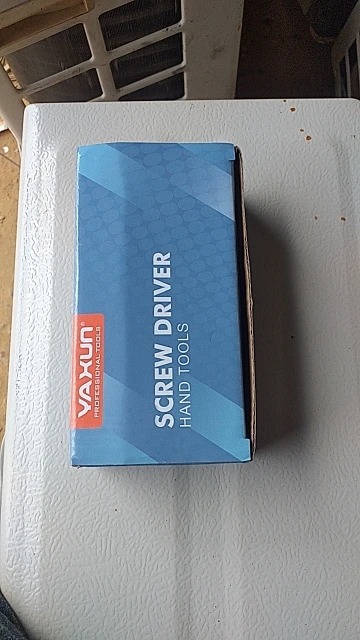 YAXUN®
PROFESSIONAL TOOLS
SCREW DRIVER
HAND TOOLS